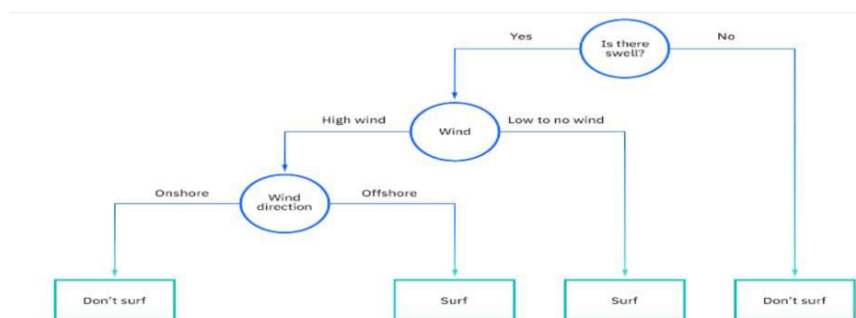 Is there
swell?
Yes
No
Wind
High wind
Low to no wind
Wind
direction
Onshore
Offshore
Don't surf
Surf
Surf
Don't surf